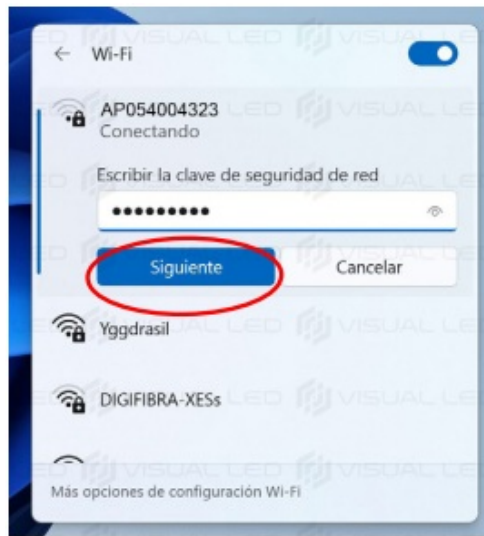 Wi-Fi
AP054004323
Conectando
Escribir la clave de seguridad de red
Siguiente
Cancelar
Yggdrasil
DIGIFIBRA-XESs
Más opciones de configuración Wi-Fi
VISUAL LED